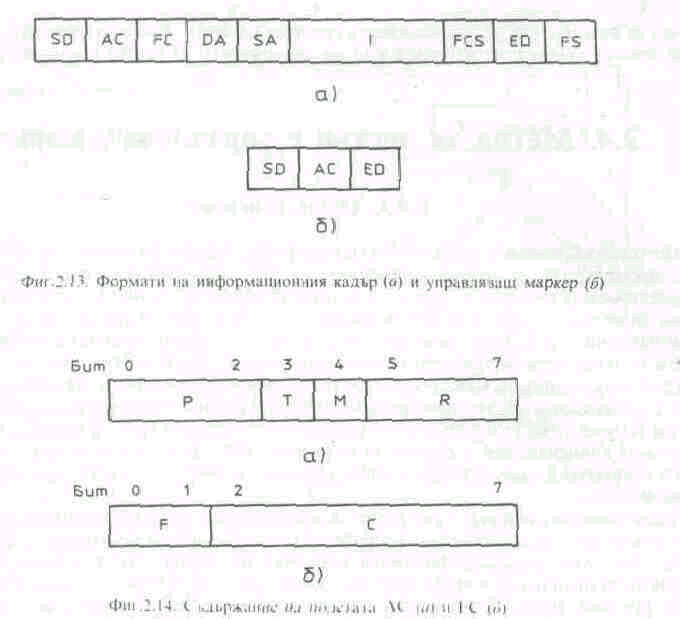 SD AC FC DA SA I FCS ED FS
а)
SD AC ED
б)
Фиг.2.13. Формати на информационния кадър (а) и управляващ маркер (б)
Бит 0 2 3 4 5 7
P T M R
а)
Бит 0 1 2 7
F C
б)
Фиг.2.14. Съдържание на полетата AC (а) и FC (б)